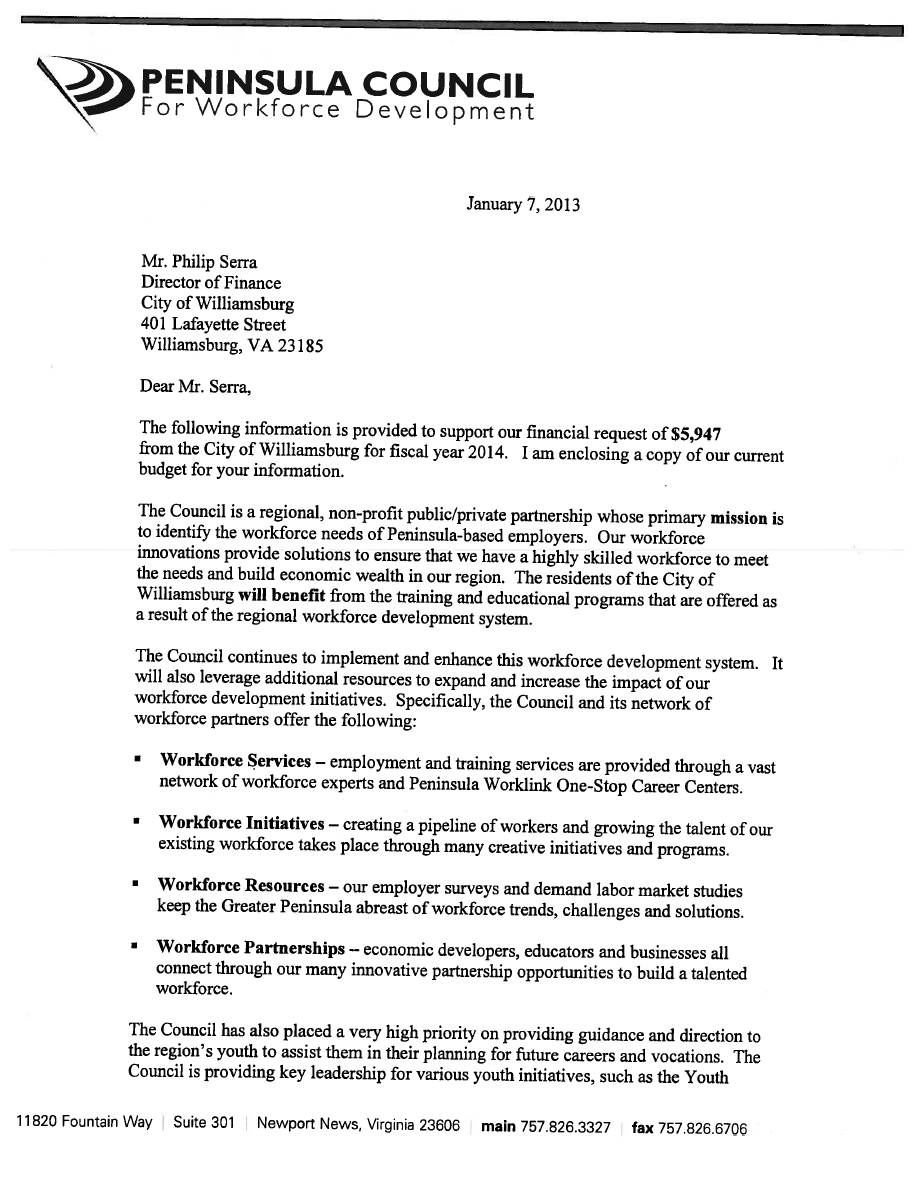 PENINSULA COUNCIL
For Workforce Development
January 7, 2013
Mr. Philip Serra
Director of Finance
City of Williamsburg
401 Lafayette Street
Williamsburg, VA 23185
Dear Mr. Serra,
The following information is provided to support our financial request of $5,947
from the City of Williamsburg for fiscal year 2014. I am enclosing a copy of our current
budget for your information.
The Council is a regional, non-profit public/private partnership whose primary mission is
to identify the workforce needs of Peninsula-based employers. Our workforce
innovations provide solutions to ensure that we have a highly skilled workforce to meet
the needs and build economic wealth in our region. The residents of the City of
Williamsburg will benefit from the training and educational programs that are offered as
a result of the regional workforce development system.
The Council continues to implement and enhance this workforce development system. It
will also leverage additional resources to expand and increase the impact of our
workforce development initiatives. Specifically, the Council and its network of
workforce partners offer the following:
▪ Workforce Services – employment and training services are provided through a vast
network of workforce experts and Peninsula Worklink One-Stop Career Centers.
▪ Workforce Initiatives – creating a pipeline of workers and growing the talent of our
existing workforce takes place through many creative initiatives and programs.
▪ Workforce Resources – our employer surveys and demand labor market studies
keep the Greater Peninsula abreast of workforce trends, challenges and solutions.
▪ Workforce Partnerships – economic developers, educators and businesses all
connect through our many innovative partnership opportunities to build a talented
workforce.
The Council has also placed a very high priority on providing guidance and direction to
the region's youth to assist them in their planning for future careers and vocations. The
Council is providing key leadership for various youth initiatives, such as the Youth
11820 Fountain Way | Suite 301 | Newport News, Virginia 23606 | main 757.826.3327 | fax 757.826.6706